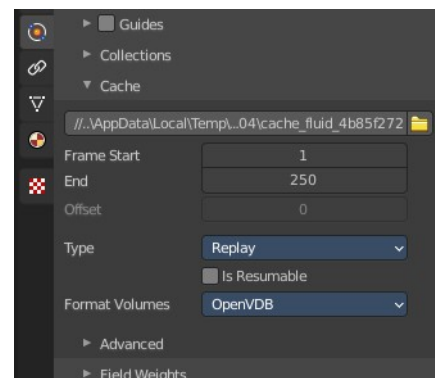 Guides
Collections
Cache
//..\AppData\Local\Temp\..04\cache_fluid_4b85f272
Frame Start 1
End 250
Offset 0
Type Replay
Is Resumable
Format Volumes OpenVDB
Advanced
Field Weights